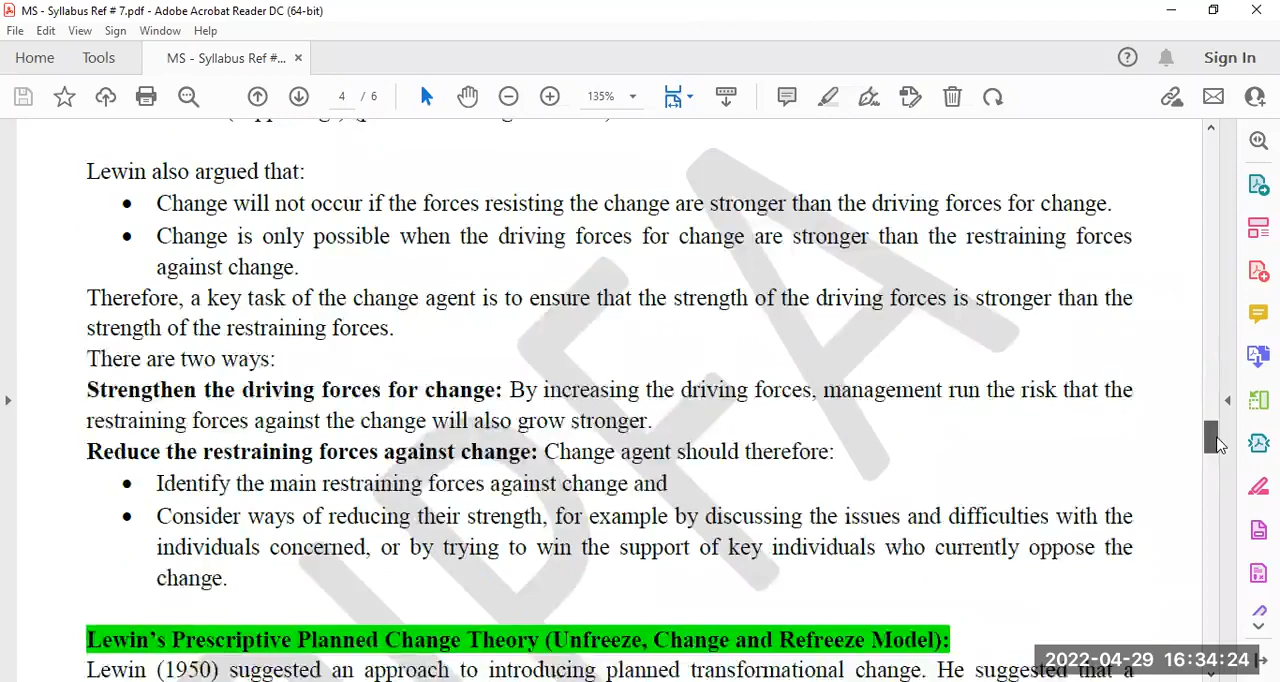 MS - Syllabus Ref # 7.pdf - Adobe Acrobat Reader DC (64-bit)
File Edit View Sign Window Help
Home Tools MS - Syllabus Ref #... × Sign In
4 / 6 135%
Lewin also argued that:
• Change will not occur if the forces resisting the change are stronger than the driving forces for change.
• Change is only possible when the driving forces for change are stronger than the restraining forces
against change.
Therefore, a key task of the change agent is to ensure that the strength of the driving forces is stronger than the
strength of the restraining forces.
There are two ways:
Strengthen the driving forces for change: By increasing the driving forces, management run the risk that the
restraining forces against the change will also grow stronger.
Reduce the restraining forces against change: Change agent should therefore:
• Identify the main restraining forces against change and
• Consider ways of reducing their strength, for example by discussing the issues and difficulties with the
individuals concerned, or by trying to win the support of key individuals who currently oppose the
change.
Lewin's Prescriptive Planned Change Theory (Unfreeze, Change and Refreeze Model):
Lewin (1950) suggested an approach to introducing planned transformational change. He suggested that a
2022-04-29 16:34:24